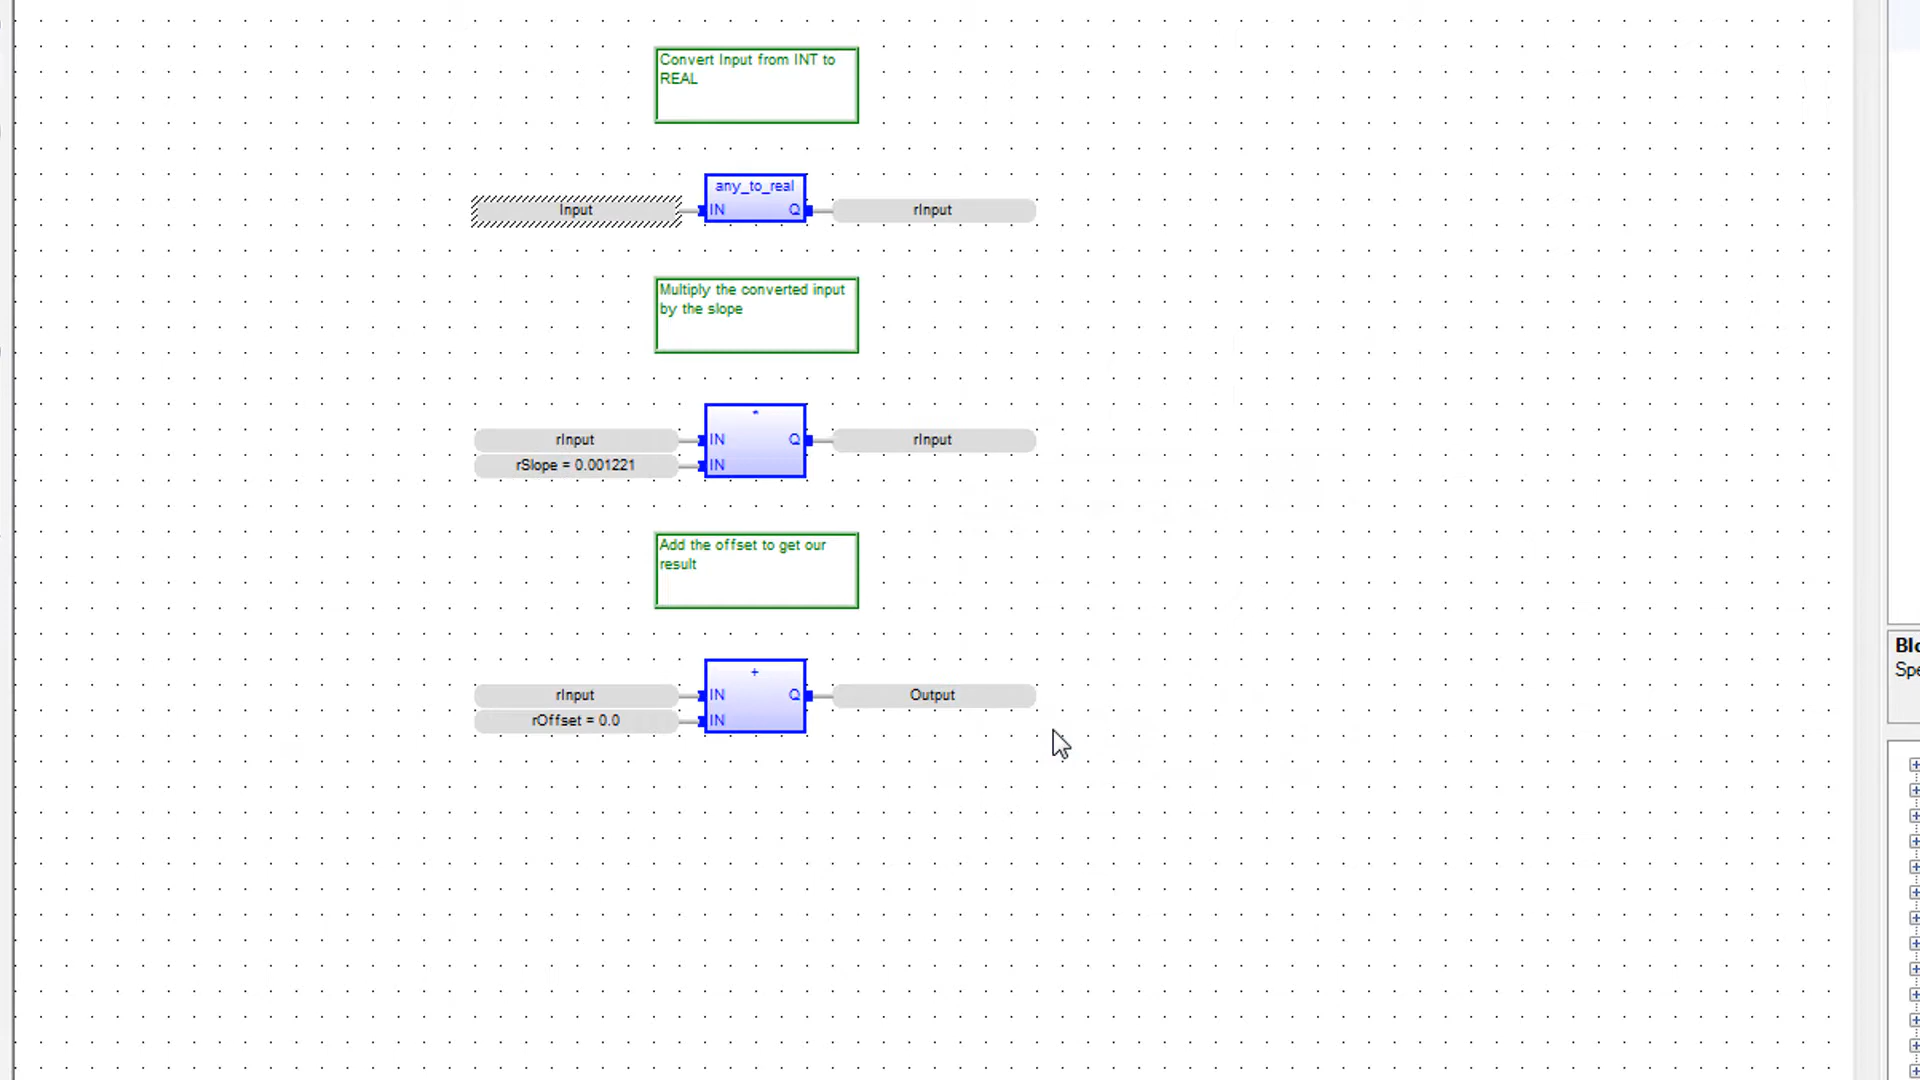 Convert Input from INT to
REAL
any_to_real
Input
IN Q
rInput
Multiply the converted input
by the slope
*
rInput
IN Q
rInput
rSlope = 0.001221
IN
Add the offset to get our
result
+
rInput
IN Q
Output
rOffset = 0.0
IN
Blo
Spe